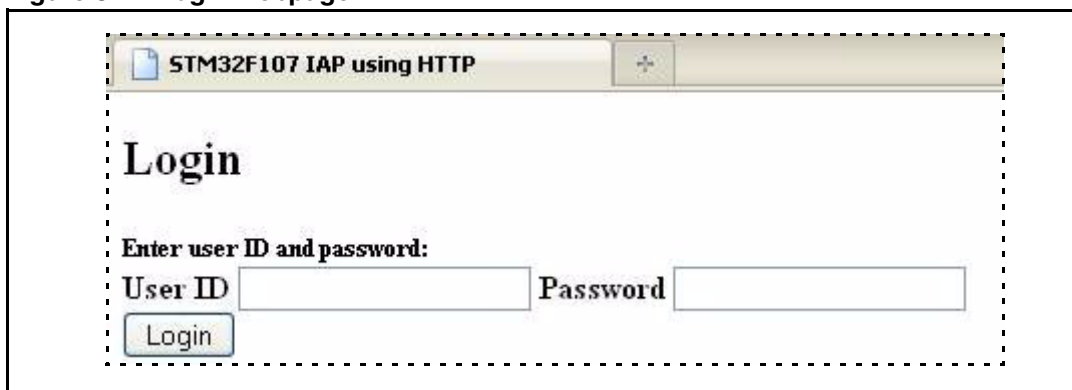 STM32F107 IAP using HTTP
Login
Enter user ID and password:
User ID Password
Login